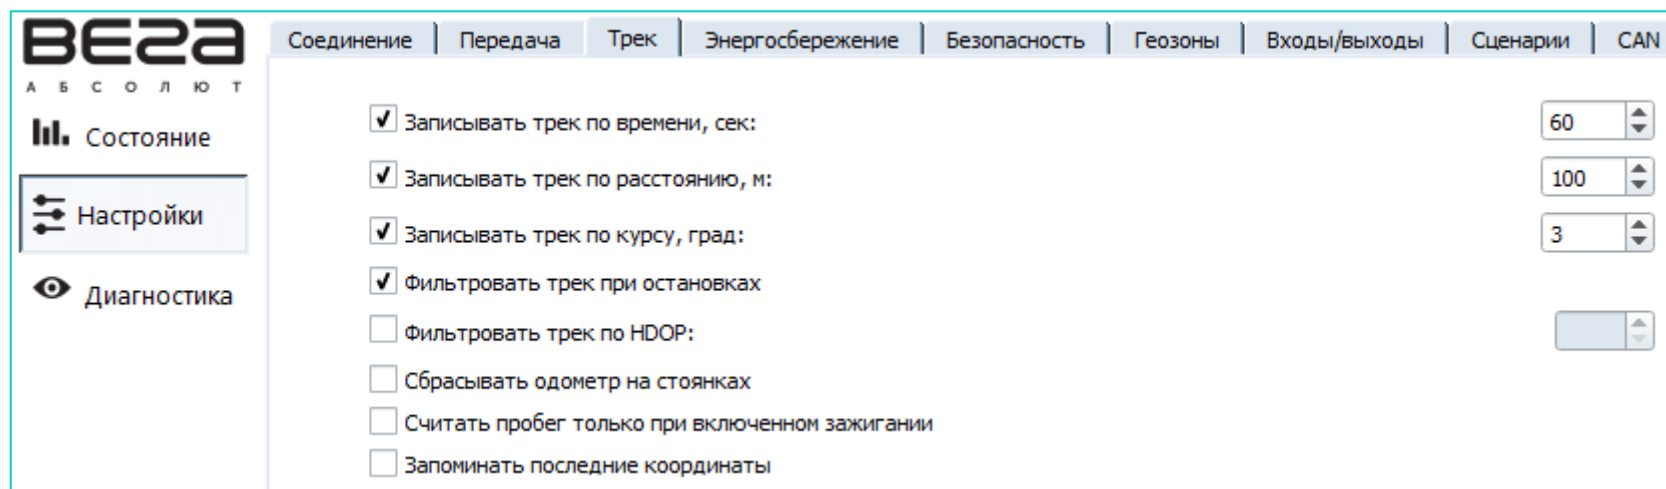 ВЕГА
АБСОЛЮТ
Соединение Передача Трек Энергосбережение Безопасность Геозоны Входы/выходы Сценарии CAN
Состояние
Настройки
Диагностика
Записывать трек по времени, сек: 60
Записывать трек по расстоянию, м: 100
Записывать трек по курсу, град: 3
Фильтровать трек при остановках
Фильтровать трек по HDOP:
Сбрасывать одометр на стоянках
Считать пробег только при включенном зажигании
Запоминать последние координаты